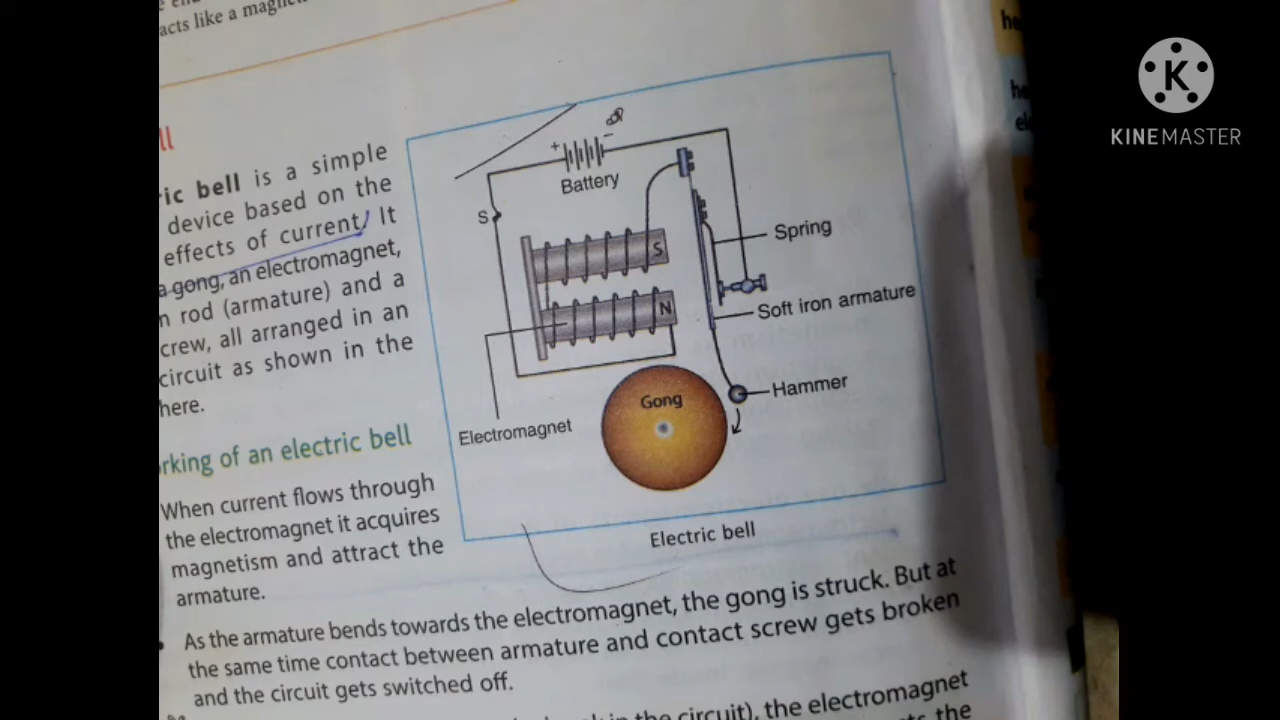 acts like a magnet
ll
ric bell is a simple
device based on the
effects of current. It
a gong, an electromagnet,
n rod (armature) and a
crew, all arranged in an
circuit as shown in the
here.
+
−
Battery
S
S
N
Spring
Soft iron armature
Hammer
Gong
Electromagnet
Electric bell
rking of an electric bell
When current flows through
the electromagnet it acquires
magnetism and attract the
armature.
As the armature bends towards the electromagnet, the gong is struck. But at
the same time contact between armature and contact screw gets broken
and the circuit gets switched off.
in the circuit), the electromagnet
the
K
KINEMASTER